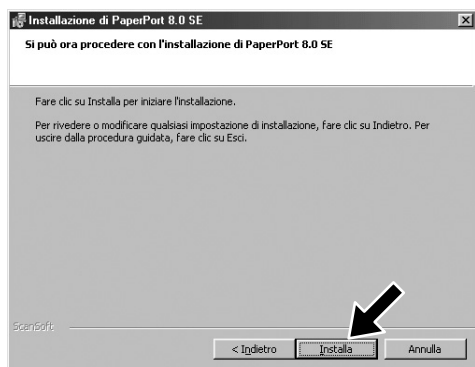 Installazione di PaperPort 8.0 SE
Si può ora procedere con l'installazione di PaperPort 8.0 SE
Fare clic su Installa per iniziare l'installazione.
Per rivedere o modificare qualsiasi impostazione di installazione, fare clic su Indietro. Per
uscire dalla procedura guidata, fare clic su Esci.
ScanSoft
< Indietro
Installa
Annulla